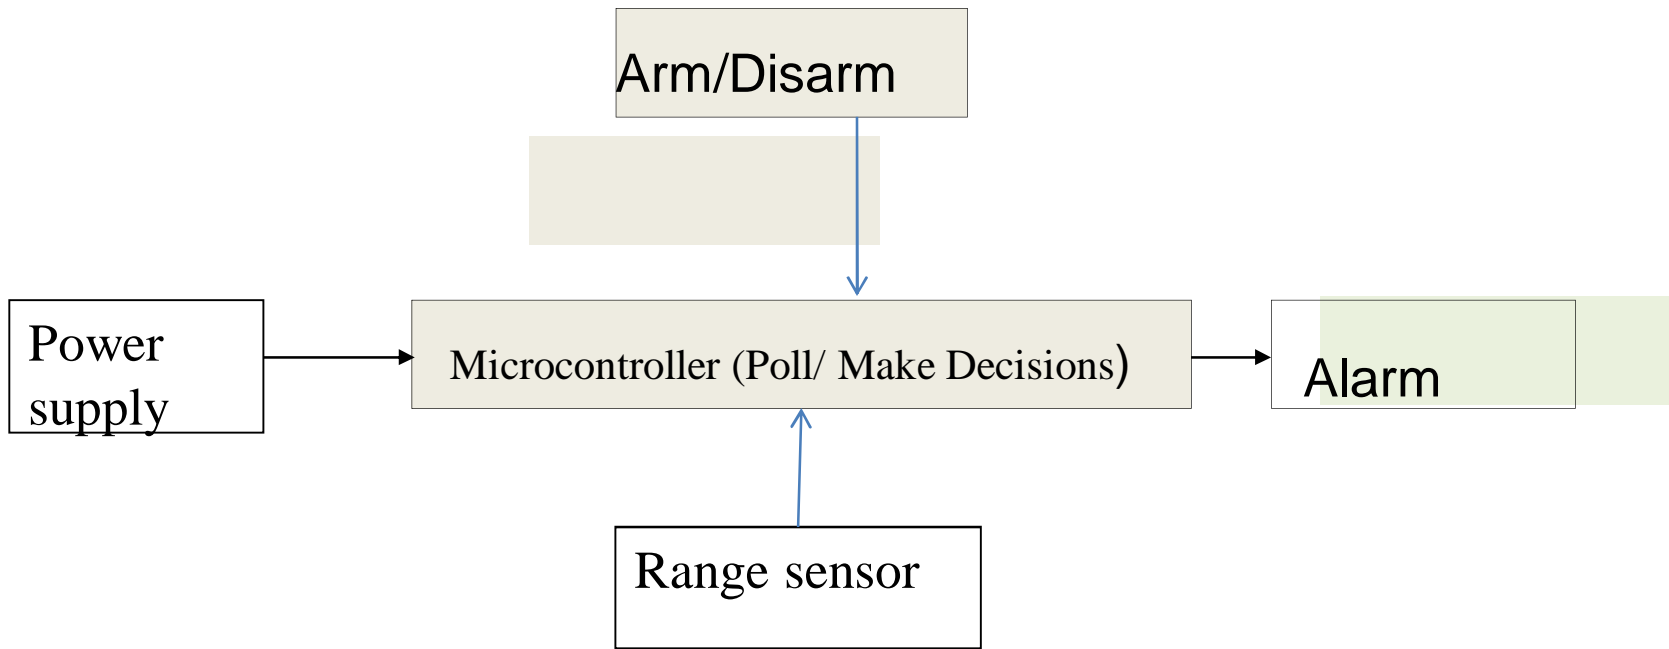 Arm/Disarm
Power
supply
Microcontroller (Poll/ Make Decisions)
Alarm
Range sensor